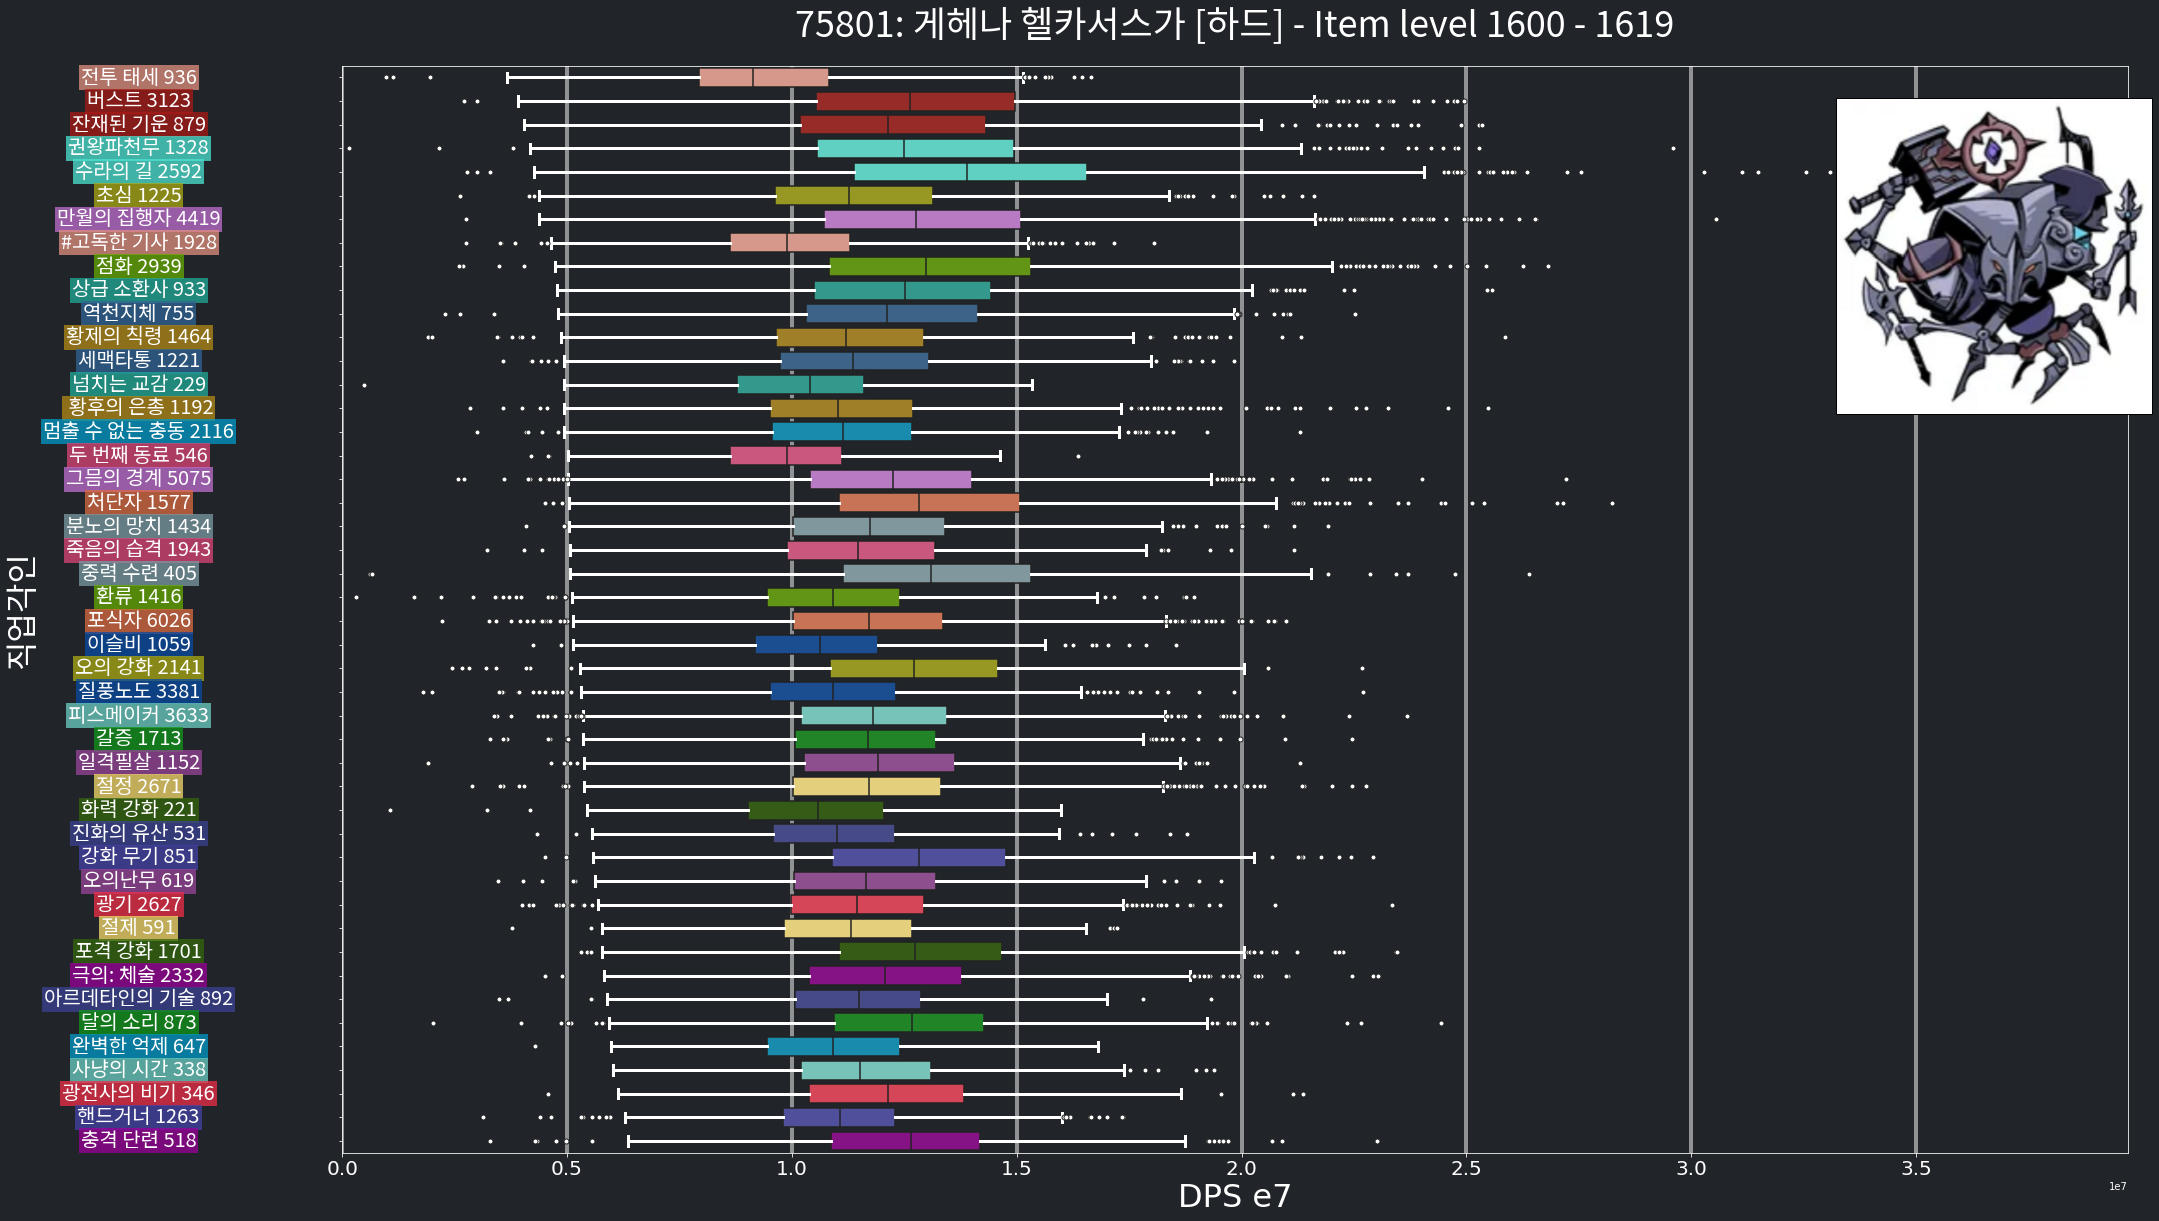 75801: 게헤나 헬카서스가 [하드] - Item level 1600 - 1619
전투 태세 936
버스트 3123
잔재된 기운 879
권왕파천무 1328
수라의 길 2592
초심 1225
만월의 집행자 4419
#고독한 기사 1928
점화 2939
상급 소환사 933
역천지체 755
황제의 칙령 1464
세맥타통 1221
넘치는 교감 229
황후의 은총 1192
멈출 수 없는 충동 2116
두 번째 동료 546
그믐의 경계 5075
처단자 1577
분노의 망치 1434
죽음의 습격 1943
중력 수련 405
환류 1416
포식자 6026
이슬비 1059
오의 강화 2141
질풍노도 3381
피스메이커 3633
갈증 1713
일격필살 1152
절정 2671
화력 강화 221
진화의 유산 531
강화 무기 851
오의난무 619
광기 2627
절제 591
포격 강화 1701
극의: 체술 2332
아르데타인의 기술 892
달의 소리 873
완벽한 억제 647
사냥의 시간 338
광전사의 비기 346
핸드거너 1263
충격 단련 518
직업각인
0.0 0.5 1.0 1.5 2.0 2.5 3.0 3.5
DPS e7
1e7